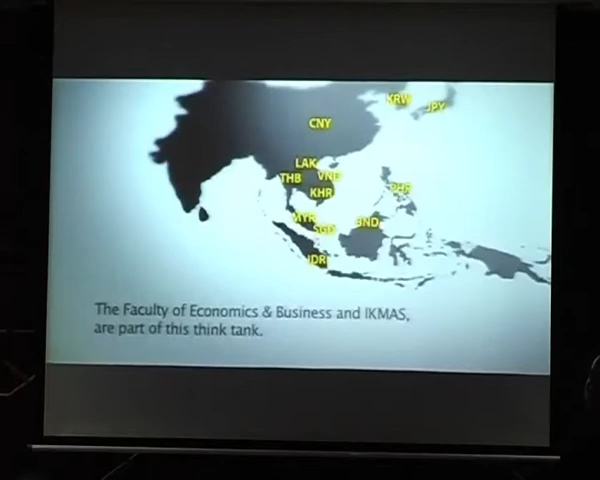 KRW
JPY
CNY
LAK
THB
VND
KHR
PHP
MYR
SGD
BND
IDR
The Faculty of Economics & Business and IKMAS,
are part of this think tank.